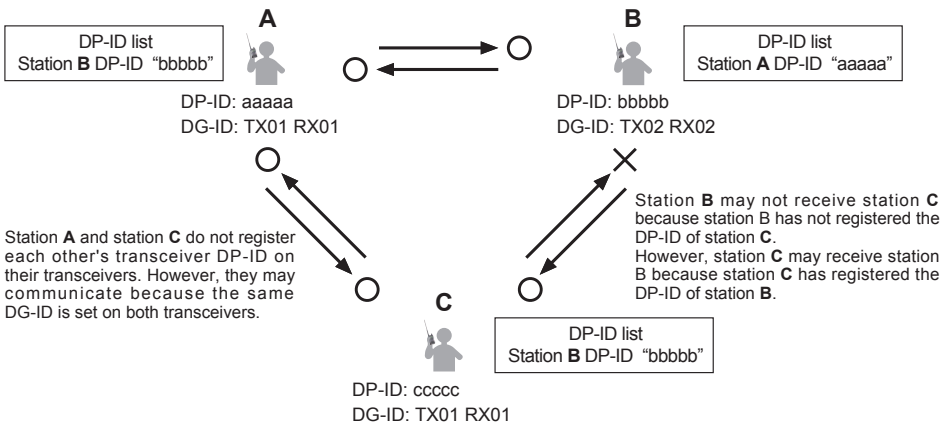 A
DP-ID list
Station B DP-ID “bbbbb”
DP-ID: aaaaa
DG-ID: TX01 RX01
B
DP-ID list
Station A DP-ID “aaaaa”
DP-ID: bbbbb
DG-ID: TX02 RX02
Station A and station C do not register
each other's transceiver DP-ID on
their transceivers. However, they may
communicate because the same
DG-ID is set on both transceivers.
Station B may not receive station C
because station B has not registered the
DP-ID of station C.
However, station C may receive station
B because station C has registered the
DP-ID of station B.
C
DP-ID list
Station B DP-ID “bbbbb”
DP-ID: ccccc
DG-ID: TX01 RX01